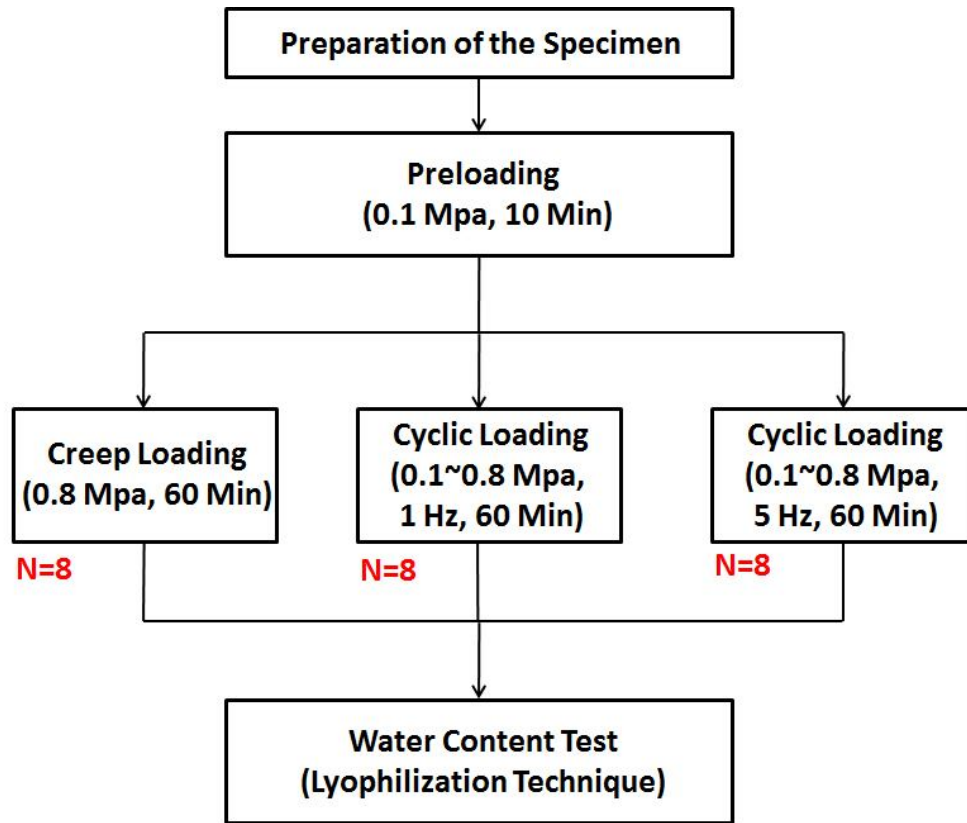 Preparation of the Specimen
Preloading
(0.1 Mpa, 10 Min)
Creep Loading
(0.8 Mpa, 60 Min)
N=8
Cyclic Loading
(0.1~0.8 Mpa,
1 Hz, 60 Min)
N=8
Cyclic Loading
(0.1~0.8 Mpa,
5 Hz, 60 Min)
N=8
Water Content Test
(Lyophilization Technique)